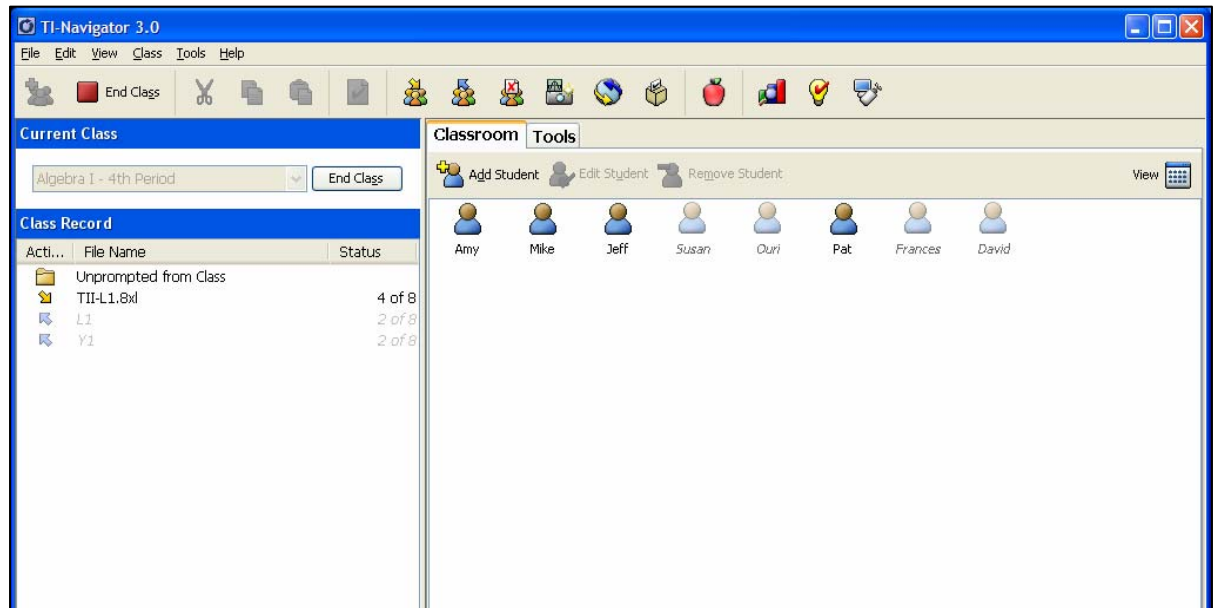 TI-Navigator 3.0
File Edit View Class Tools Help
End Class
Current Class
Algebra I - 4th Period
End Class
Class Record
Acti... File Name Status
Unprompted from Class
TII-L1.8xl 4 of 8
L1 2 of 8
Y1 2 of 8
Classroom Tools
Add Student Edit Student Remove Student View
Amy Mike Jeff Susan Ouri Pat Frances David